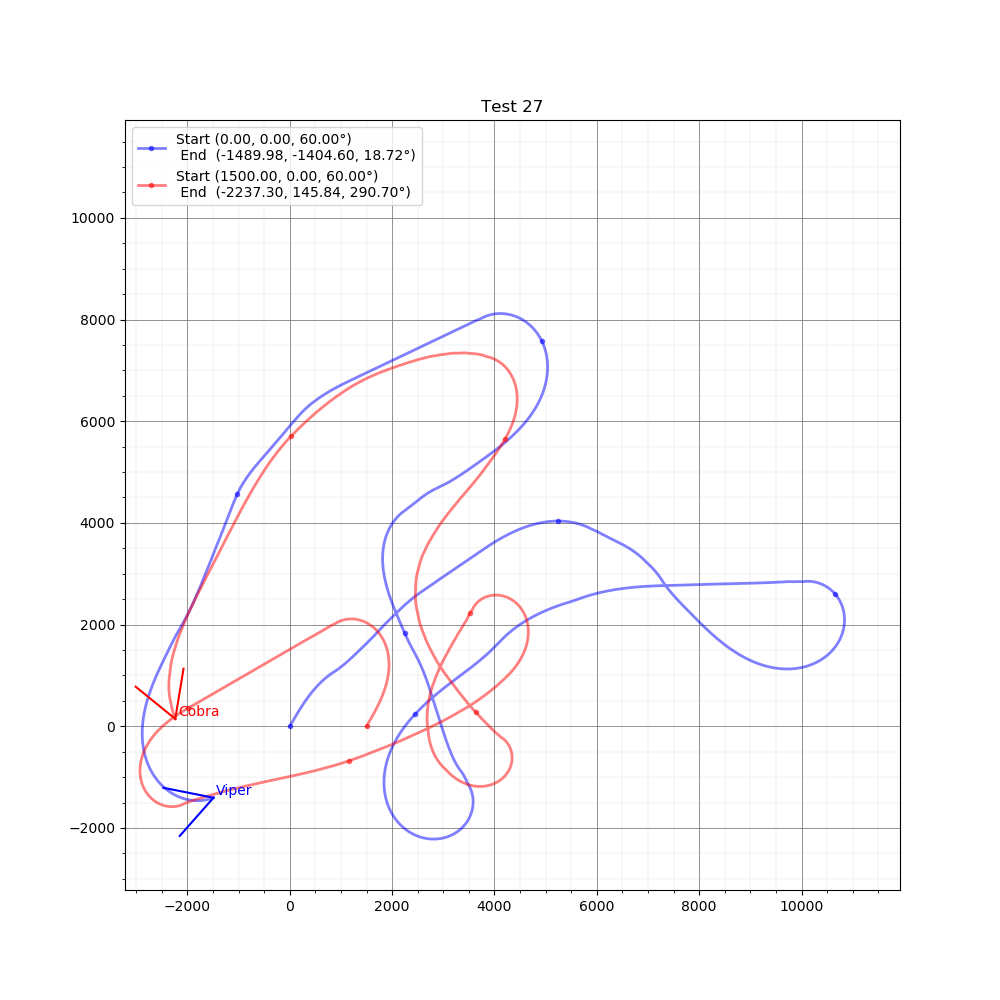 Test 27
Start (0.00, 0.00, 60.00°)
End (-1489.98, -1404.60, 18.72°)
Start (1500.00, 0.00, 60.00°)
End (-2237.30, 145.84, 290.70°)
10000
8000
6000
4000
2000
0
−2000
Cobra
Viper
−2000 0 2000 4000 6000 8000 10000